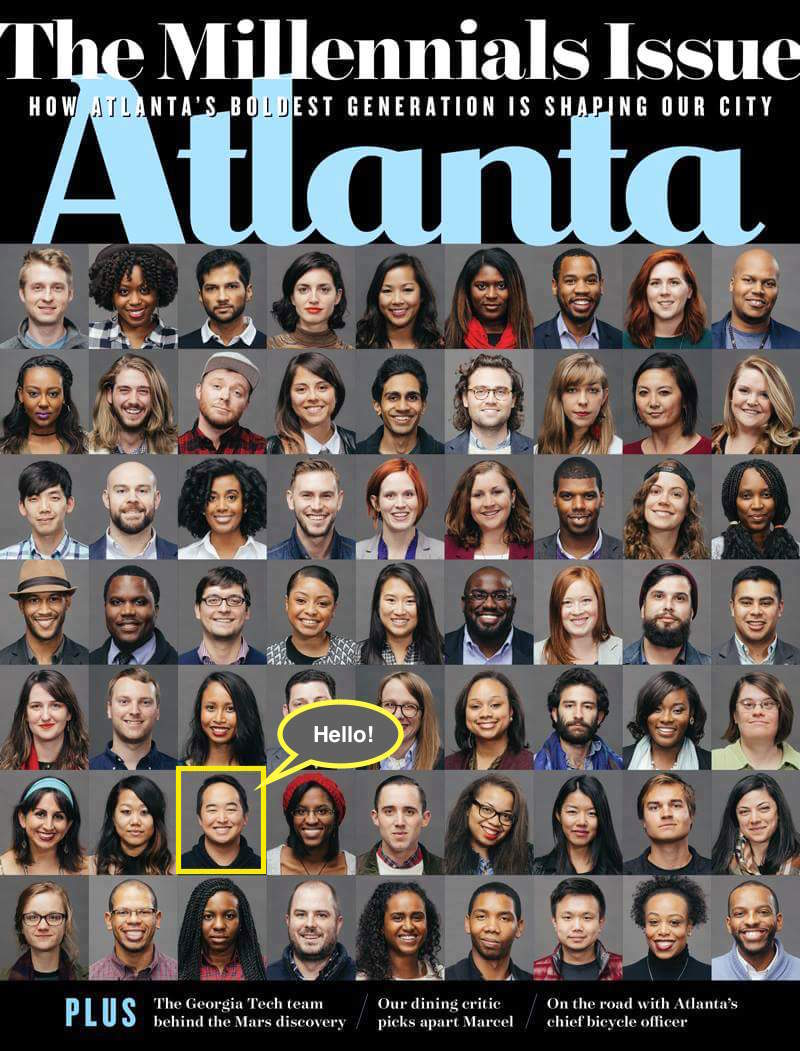 The Millennials Issue
HOW ATLANTA'S BOLDEST GENERATION IS SHAPING OUR CITY
Atlanta
Hello!
PLUS
The Georgia Tech team
behind the Mars discovery
Our dining critic
picks apart Marcel
On the road with Atlanta's
chief bicycle officer